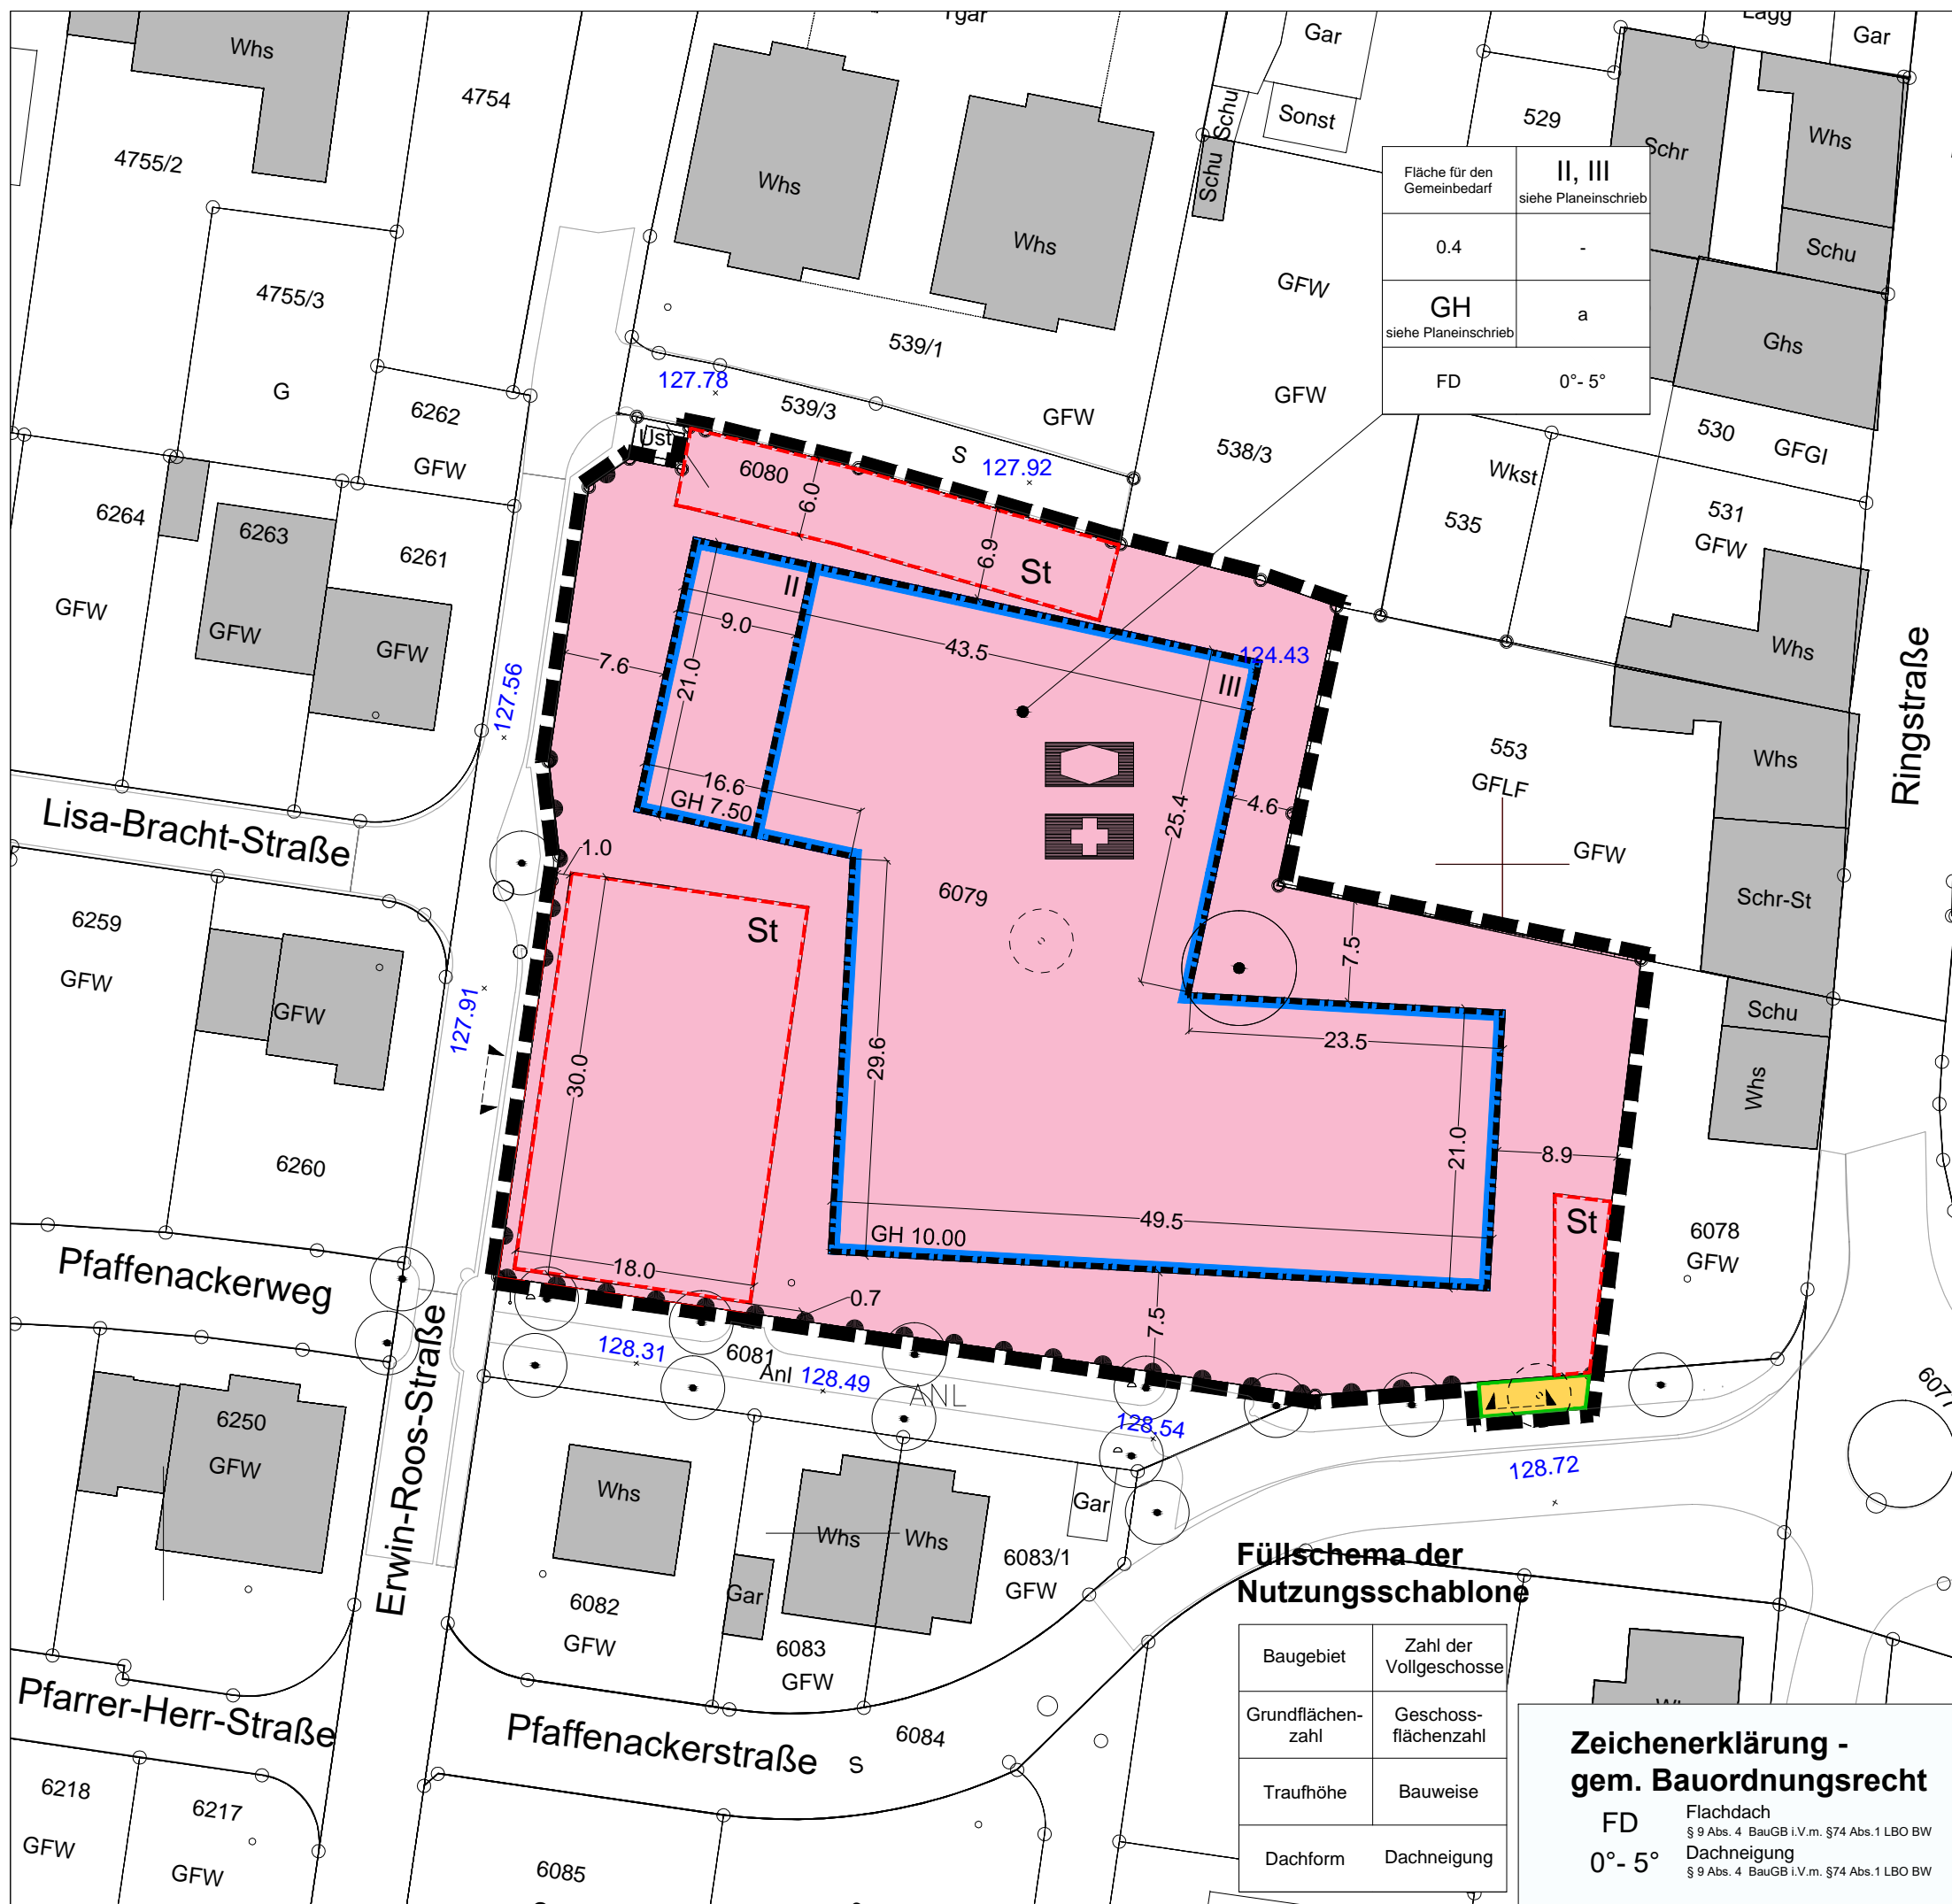 Whs
4754
4755/2
4755/3
G
6262
GFW
6264
GFW
6263
GFW
6261
GFW
Whs
Whs
539/1
127.78
539/3
S
GFW
127.92
Gar
Sonst
Schu
Schu
GFW
GFW
538/3
529
Schr
Gar
Whs
Schu
Ghs
530
GFGI
531
GFW
Wkst
535
Whs
Whs
Ringstraße
553
GFLF
GFW
Schr-St
Schu
Whs
6078
GFW
Fläche für den
Gemeinbedarf
II, III
siehe Planeinschrieb
0.4
-
GH
siehe Planeinschrieb
a
FD
0°- 5°
Ust
6080
6.0
6.9
St
II
9.0
43.5
124.43
III
7.6
21.0
16.6
GH 7.50
25.4
4.6
127.56
1.0
6079
St
7.5
23.5
29.6
30.0
21.0
8.9
49.5
GH 10.00
18.0
0.7
7.5
St
Lisa-Bracht-Straße
6259
GFW
GFW
127.91
6260
Pfaffenackerweg
Erwin-Roos-Straße
128.31
6081
Anl
128.49
ANL
128.54
128.72
6250
GFW
Whs
Whs
Whs
Gar
Gar
6082
GFW
6083
GFW
6083/1
GFW
Pfarrer-Herr-Straße
Pfaffenackerstraße
S
6084
6218
GFW
6217
GFW
6085
Füllschema der
Nutzungsschablone
Baugebiet
Zahl der
Vollgeschosse
Grundflächen-
zahl
Geschoss-
flächenzahl
Traufhöhe
Bauweise
Dachform
Dachneigung
Zeichenerklärung -
gem. Bauordnungsrecht
FD
Flachdach
§ 9 Abs. 4 BauGB i.V.m. §74 Abs.1 LBO BW
0°- 5°
Dachneigung
§ 9 Abs. 4 BauGB i.V.m. §74 Abs.1 LBO BW